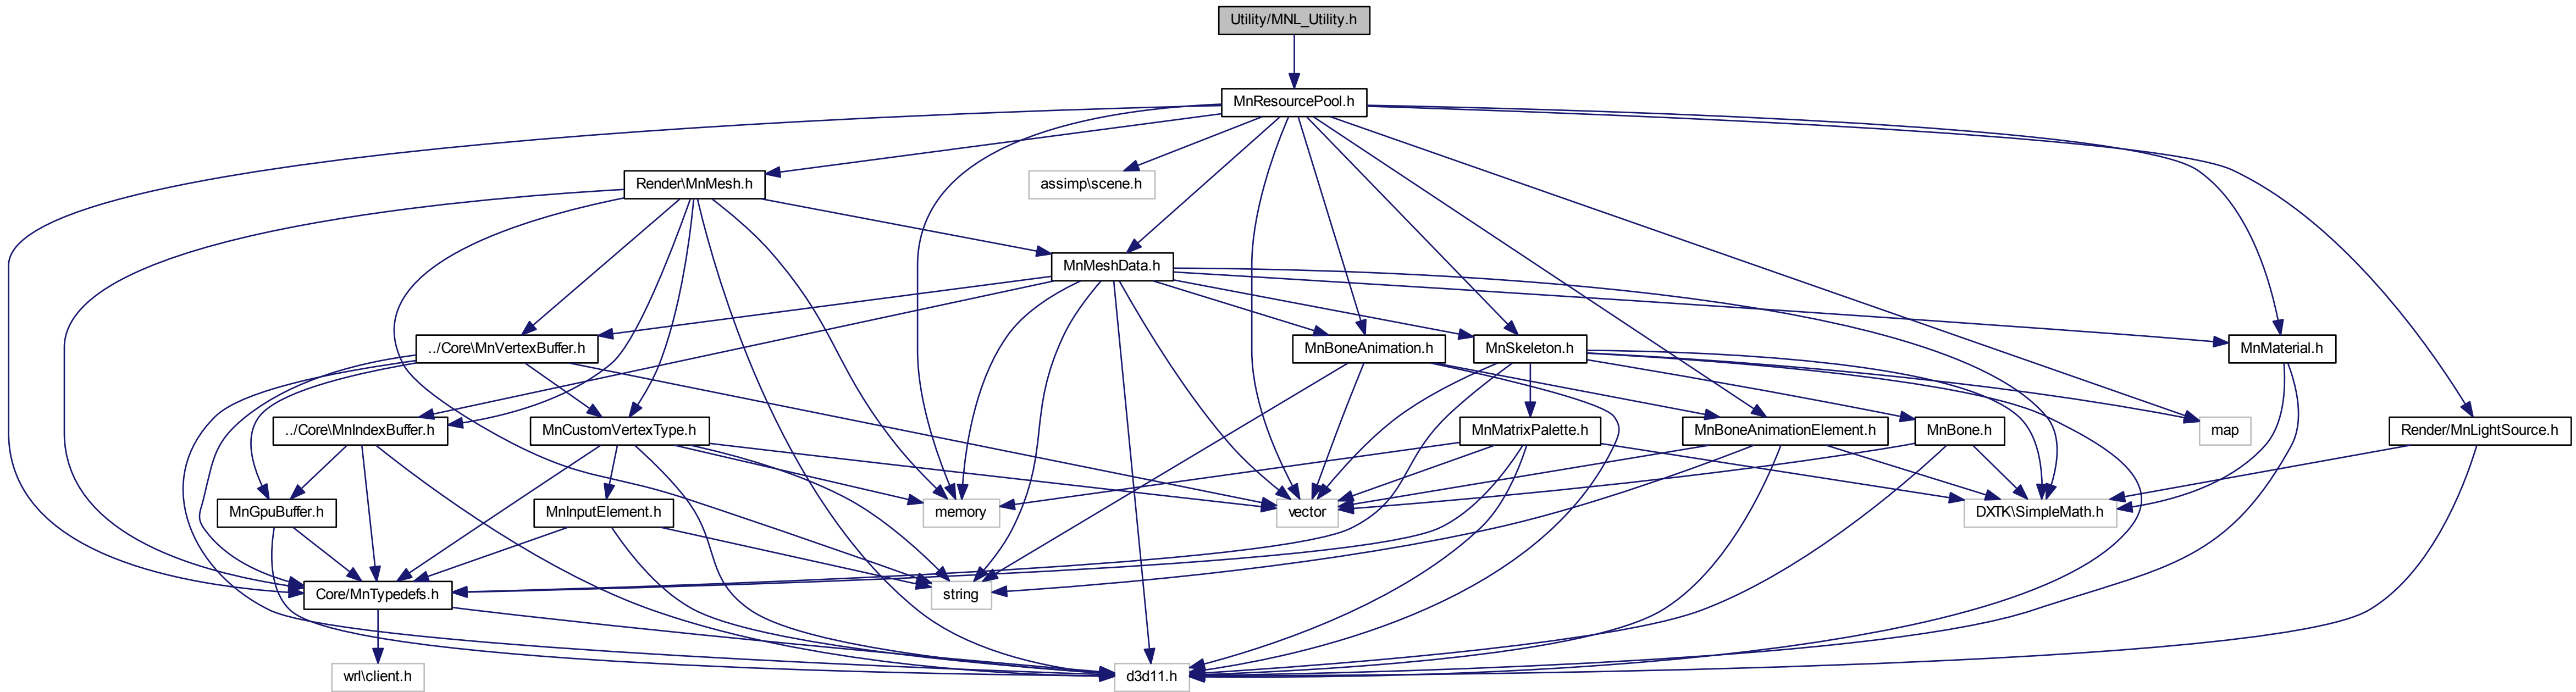 Utility/MNL_Utility.h
MnResourcePool.h
Render\MnMesh.h
assimp\scene.h
MnMeshData.h
../Core\MnVertexBuffer.h
MnBoneAnimation.h
MnSkeleton.h
MnMaterial.h
../Core\MnIndexBuffer.h
MnCustomVertexType.h
MnMatrixPalette.h
MnBoneAnimationElement.h
MnBone.h
map
Render/MnLightSource.h
MnGpuBuffer.h
MnInputElement.h
memory
vector
DXTK\SimpleMath.h
Core/MnTypedefs.h
string
wrl\client.h
d3d11.h